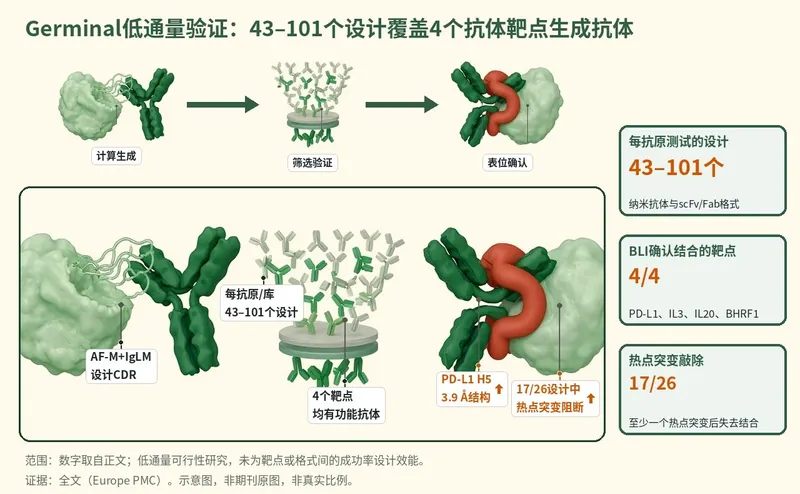 Germinal低通量验证：43–101个设计覆盖4个抗体靶点生成抗体
计算生成
筛选验证
表位确认
每抗原测试的设计
43–101个
纳米抗体与scFv/Fab格式
BLI确认结合的靶点
4/4
PD-L1、IL3、IL20、BHRF1
热点突变敲除
17/26
至少一个热点突变后失去结合
每抗原/库
43–101个设计
AF-M+IgLM
设计CDR
4个靶点
均有功能抗体
PD-L1 H5
3.9 Å结构
17/26设计中
热点突变阻断
范围：数字取自正文；低通量可行性研究，未为靶点或格式间的成功率设计效能。
证据：全文（Europe PMC）。示意图，非期刊原图，非真实比例。